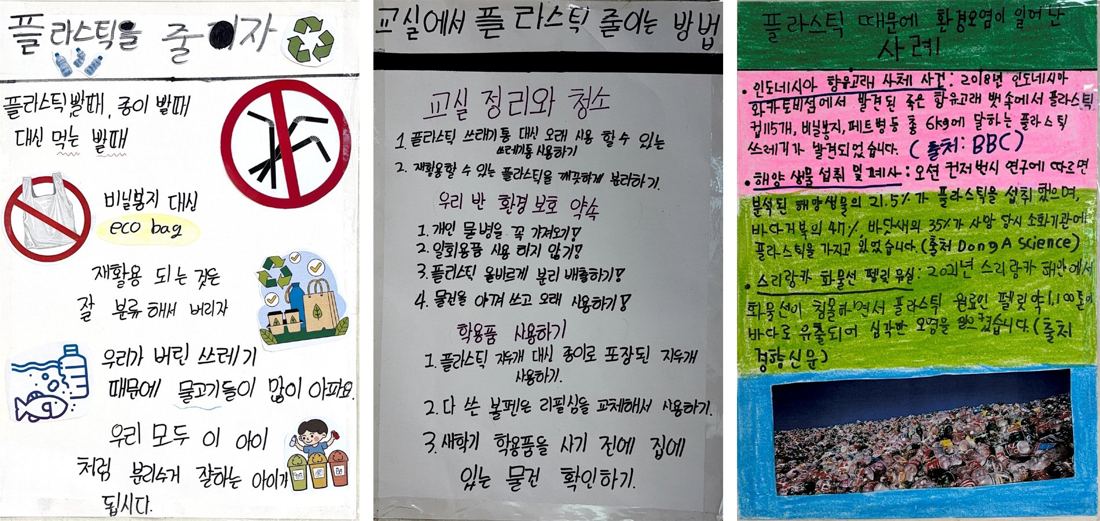 플라스틱을 줄이자
플라스틱빨때, 종이 빨때
대신 먹는 빨때
비닐봉지 대신
eco bag
재활용 되는 것은
잘 분류해서 버리자
우리가 버린 쓰레기
때문에 물고기들이 많이 아파요.
우리 모두 이 아이
처럼 분리수거 잘하는 아이가
됩시다.
교실에서 플라스틱 줄이는 방법
교실 정리와 청소
1. 플라스틱 쓰레기통 대신 오래 사용 할 수 있는
쓰레기통 사용하기
2. 재활용할 수 있는 플라스틱을 깨끗하게 분리하기.
우리 반 환경 보호 약속
1. 개인 물병을 꼭 가져오기!
2. 일회용품 사용 하지 않기!
3. 플라스틱 올바르게 분리 배출하기!
4. 물건을 아껴 쓰고 오래 사용하기!
학용품 사용하기
1. 플라스틱 지우개 대신 종이로 포장된 지우개
사용하기.
2. 다 쓴 볼펜은 리필심을 교체해서 사용하기.
3. 새학기 학용품을 사기 전에 집에
있는 물건 확인하기.
플라스틱 때문에 환경오염이 일어난
사례
• 인도네시아 향유고래 사체 사건: 2018년 인도네시아
와카토비섬에서 발견된 죽은 향유고래 뱃속에서 플라스틱
컵 115개, 비닐봉지, 페트병 등 총 6kg에 달하는 플라스틱
쓰레기가 발견되었습니다. (출처: BBC)
• 해양 생물 섭취 및 폐사: 오션 컨저번시 연구에 따르면
분석된 해양생물의 21.5%가 플라스틱을 섭취 했으며,
바다거북의 47%, 바닷새의 35%가 사망 당시 소화기관에
플라스틱을 가지고 있었습니다 (출처 Dong A Science)
• 스리랑카 화물선 펠릿 유실: 2021년 스리랑카 해안에서
화물선이 침몰하면서 플라스틱 원료인 펠릿 약 1,100톤이
바다로 유출되어 심각한 오염을 일으켰습니다 (출처
경향신문)